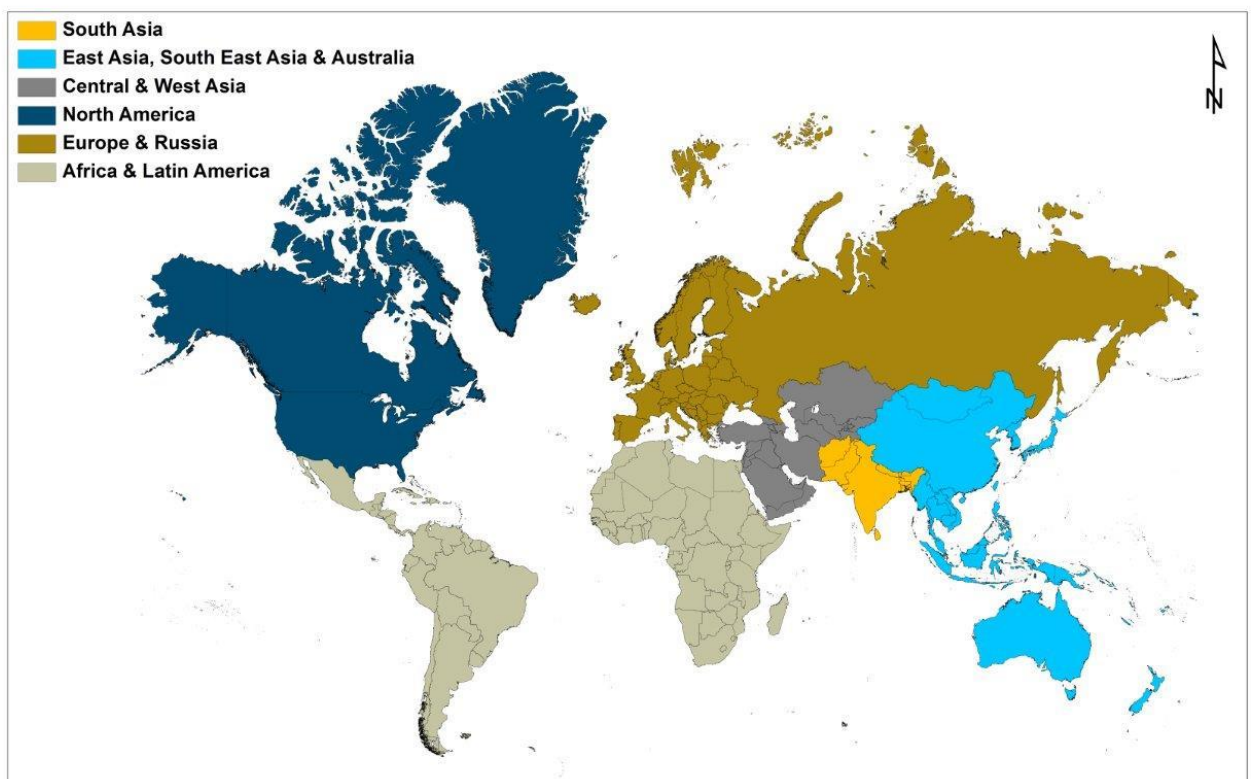 South Asia
East Asia, South East Asia & Australia
Central & West Asia
North America
Europe & Russia
Africa & Latin America
N